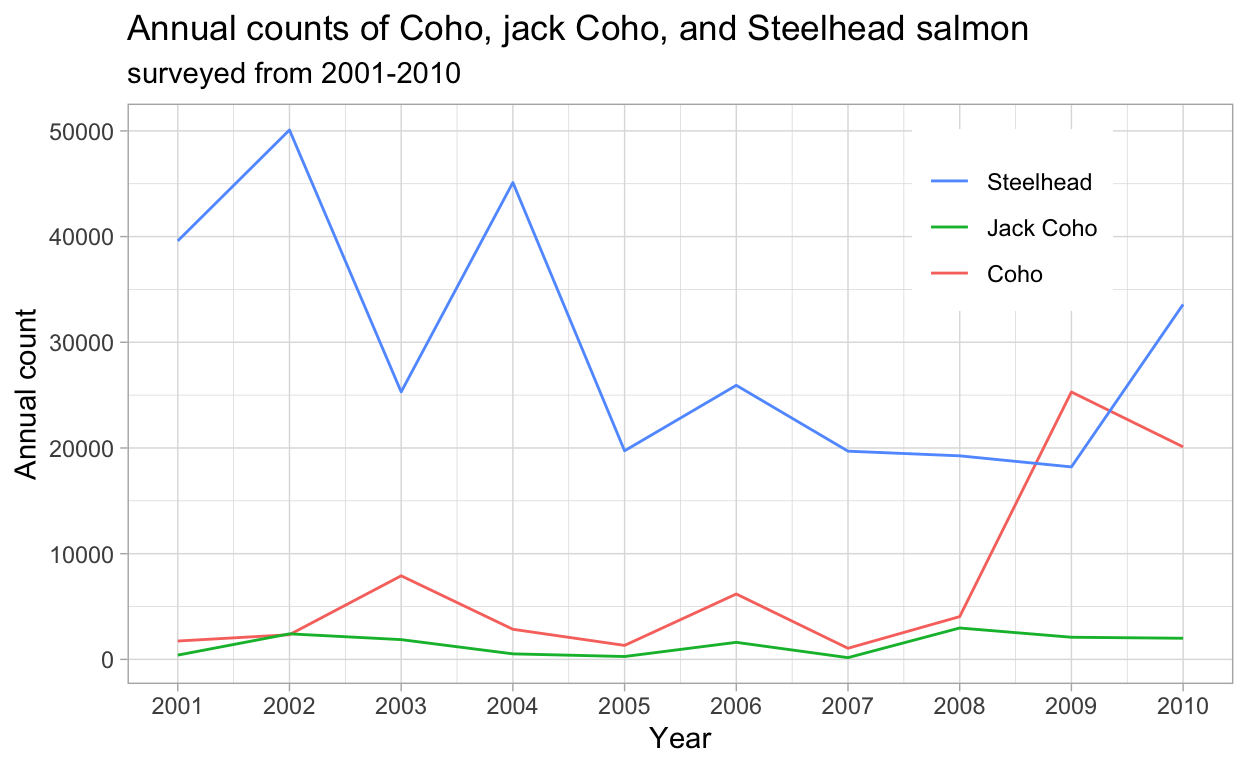 Annual counts of Coho, jack Coho, and Steelhead salmon
surveyed from 2001-2010
50000
40000
30000
20000
10000
0
Annual count
Steelhead
Jack Coho
Coho
2001 2002 2003 2004 2005 2006 2007 2008 2009 2010
Year